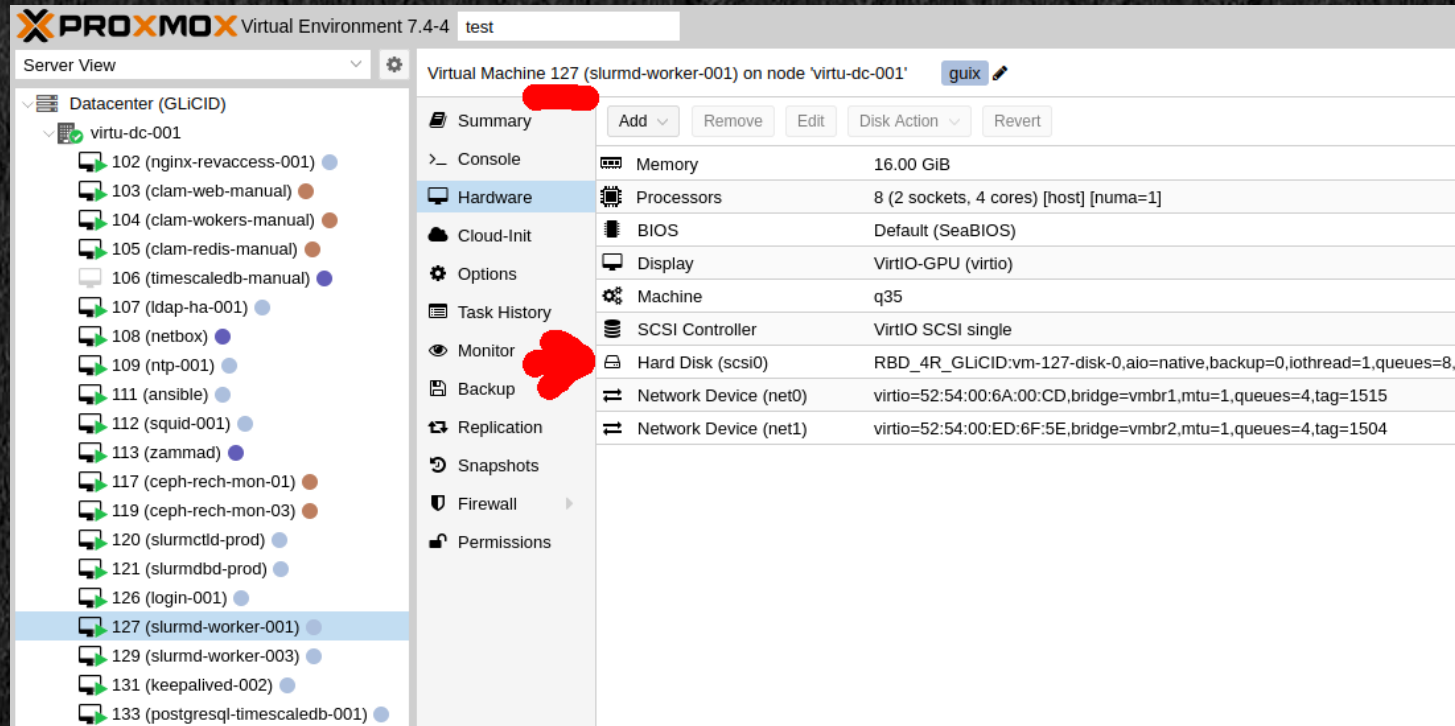 PROXMOX Virtual Environment 7.4-4 test
Server View
Datacenter (GLiCID)
virtu-dc-001
102 (nginx-revaccess-001)
103 (clam-web-manual)
104 (clam-wokers-manual)
105 (clam-redis-manual)
106 (timescaledb-manual)
107 (ldap-ha-001)
108 (netbox)
109 (ntp-001)
111 (ansible)
112 (squid-001)
113 (zammad)
117 (ceph-rech-mon-01)
119 (ceph-rech-mon-03)
120 (slurmctld-prod)
121 (slurmdbd-prod)
126 (login-001)
127 (slurmd-worker-001)
129 (slurmd-worker-003)
131 (keepalived-002)
133 (postgresql-timescaledb-001)
Virtual Machine 127 (slurmd-worker-001) on node 'virtu-dc-001' guix
Summary
Console
Hardware
Cloud-Init
Options
Task History
Monitor
Backup
Replication
Snapshots
Firewall
Permissions
Add Remove Edit Disk Action Revert
Memory 16.00 GiB
Processors 8 (2 sockets, 4 cores) [host] [numa=1]
BIOS Default (SeaBIOS)
Display VirtIO-GPU (virtio)
Machine q35
SCSI Controller VirtIO SCSI single
Hard Disk (scsi0) RBD_4R_GLiCID:vm-127-disk-0,aio=native,backup=0,iothread=1,queues=8,
Network Device (net0) virtio=52:54:00:6A:00:CD,bridge=vmbr1,mtu=1,queues=4,tag=1515
Network Device (net1) virtio=52:54:00:ED:6F:5E,bridge=vmbr2,mtu=1,queues=4,tag=1504